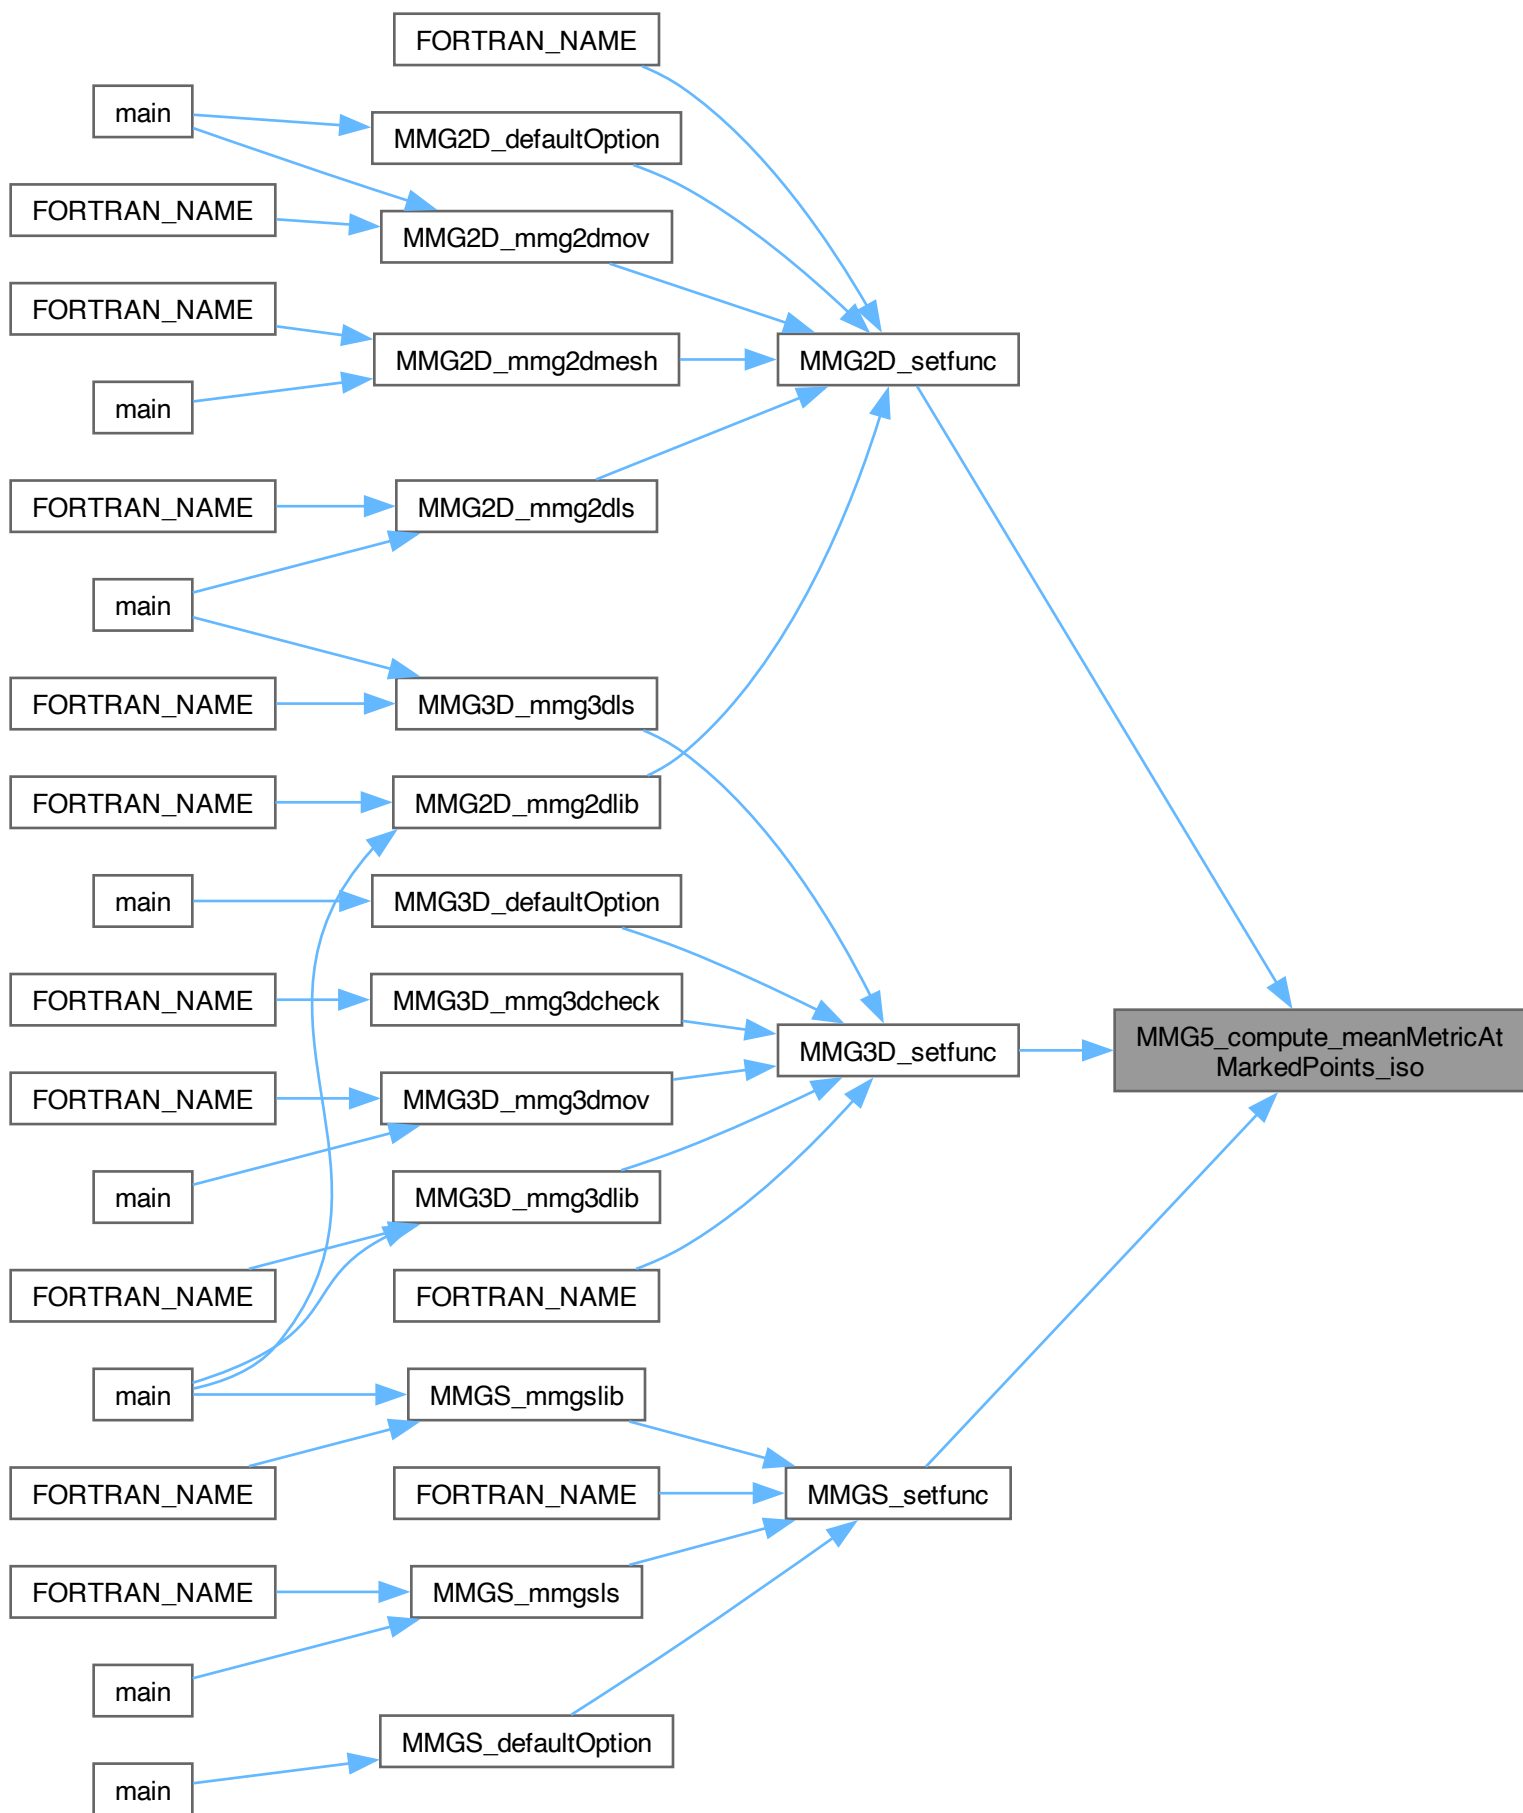 FORTRAN_NAME
main
MMG2D_defaultOption
FORTRAN_NAME
MMG2D_mmg2dmov
FORTRAN_NAME
MMG2D_mmg2dmesh
MMG2D_setfunc
main
FORTRAN_NAME
MMG2D_mmg2dls
main
FORTRAN_NAME
MMG3D_mmg3dls
FORTRAN_NAME
MMG2D_mmg2dlib
main
MMG3D_defaultOption
FORTRAN_NAME
MMG3D_mmg3dcheck
MMG3D_setfunc
MMG5_compute_meanMetricAt
MarkedPoints_iso
FORTRAN_NAME
MMG3D_mmg3dmov
main
MMG3D_mmg3dlib
FORTRAN_NAME
FORTRAN_NAME
main
MMGS_mmgslib
FORTRAN_NAME
FORTRAN_NAME
MMGS_setfunc
FORTRAN_NAME
MMGS_mmgsls
main
MMGS_defaultOption
main